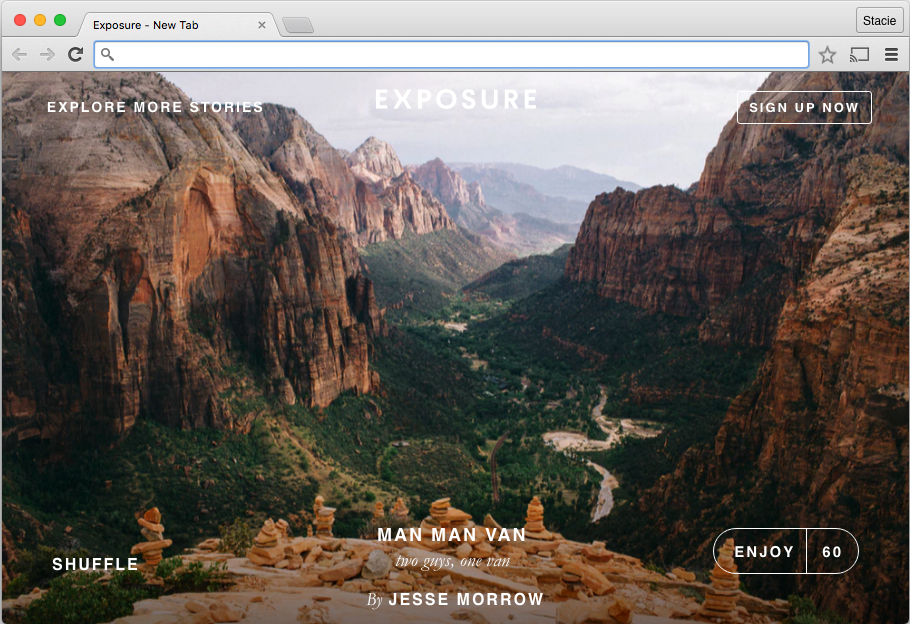 Exposure - New Tab
Stacie
EXPLORE MORE STORIES
EXPOSURE
SIGN UP NOW
MAN MAN VAN
two guys, one van
By JESSE MORROW
SHUFFLE
ENJOY 60